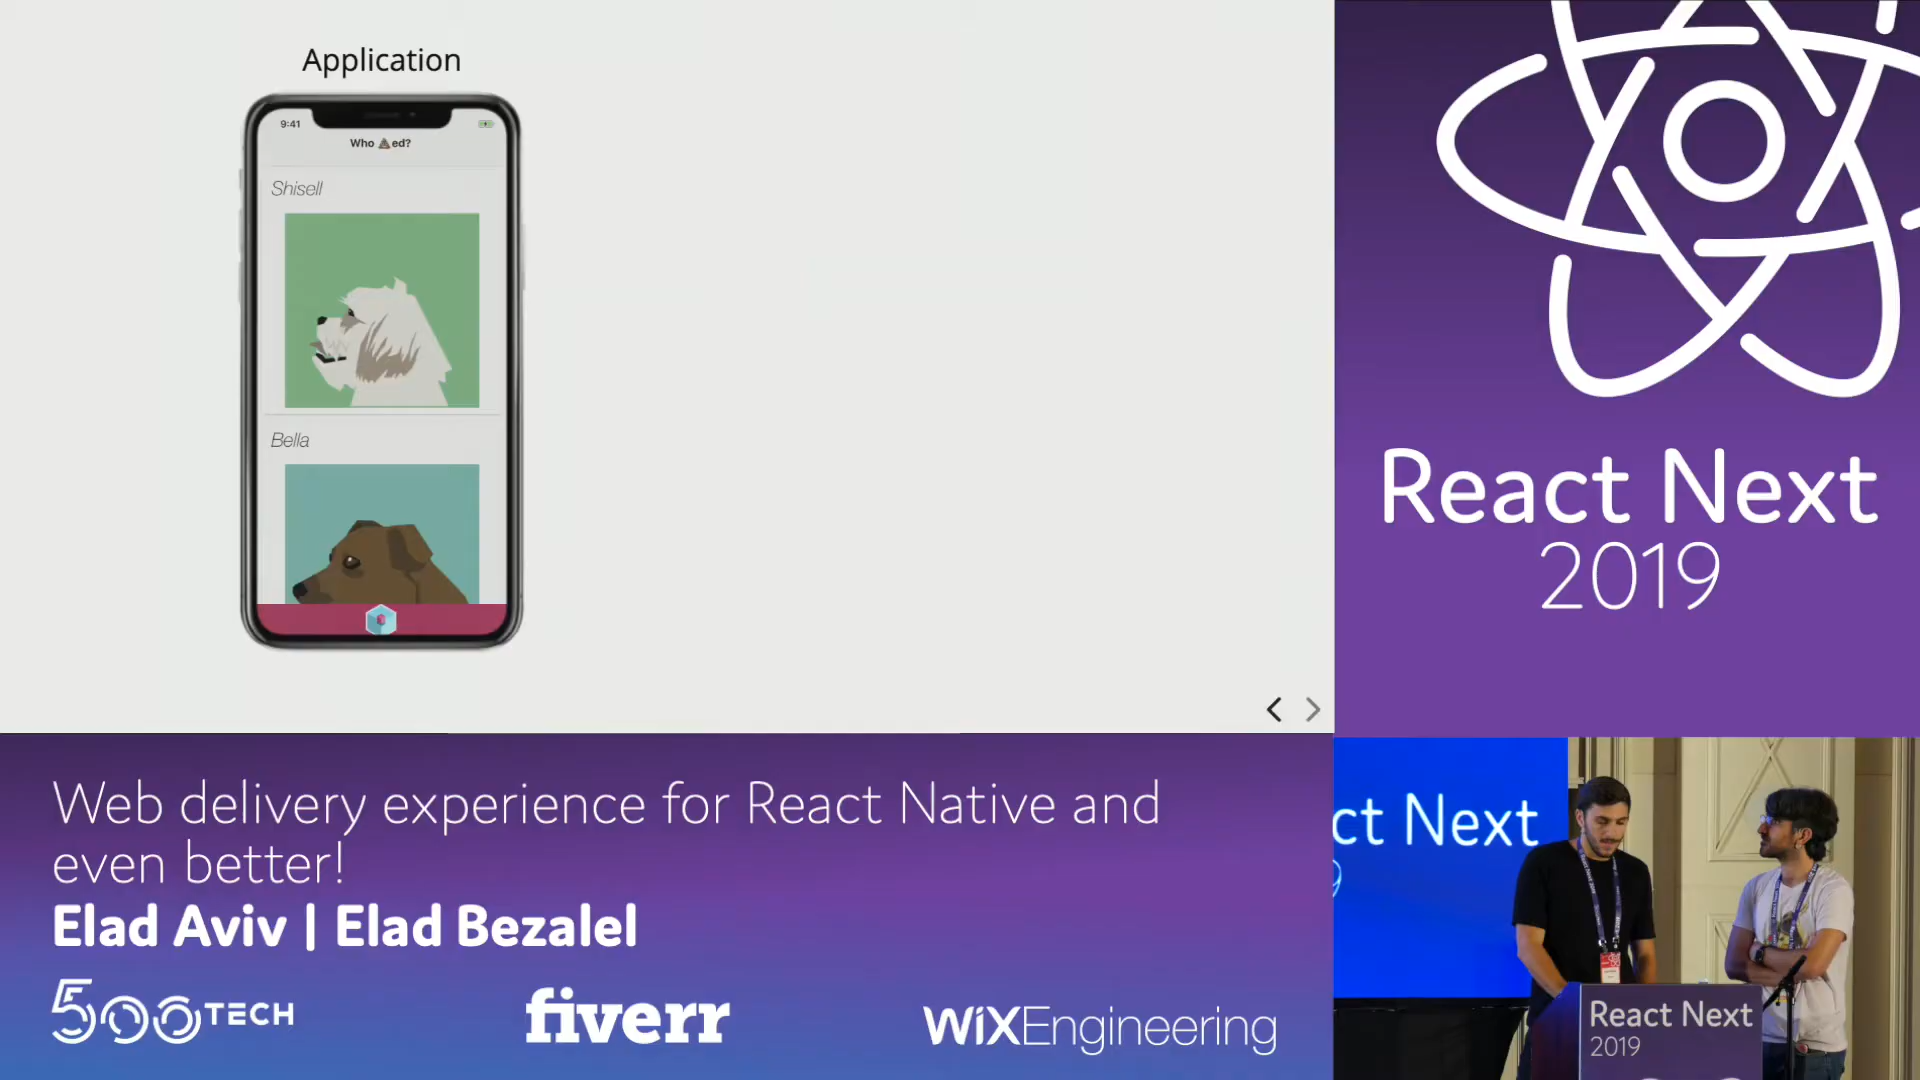 Application
9:41
Who ed?
Shisell
Bella
React Next
2019
Web delivery experience for React Native and
even better!
Elad Aviv | Elad Bezalel
500TECH
fiverr
WiXEngineering
ct Next
9
React Next
2019